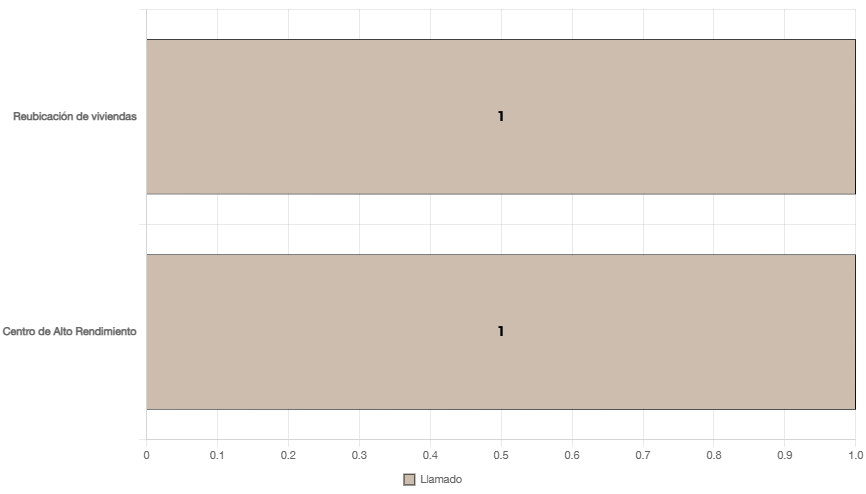 Reubicación de viviendas
1
Centro de Alto Rendimiento
1
0 0.1 0.2 0.3 0.4 0.5 0.6 0.7 0.8 0.9 1.0
Llamado